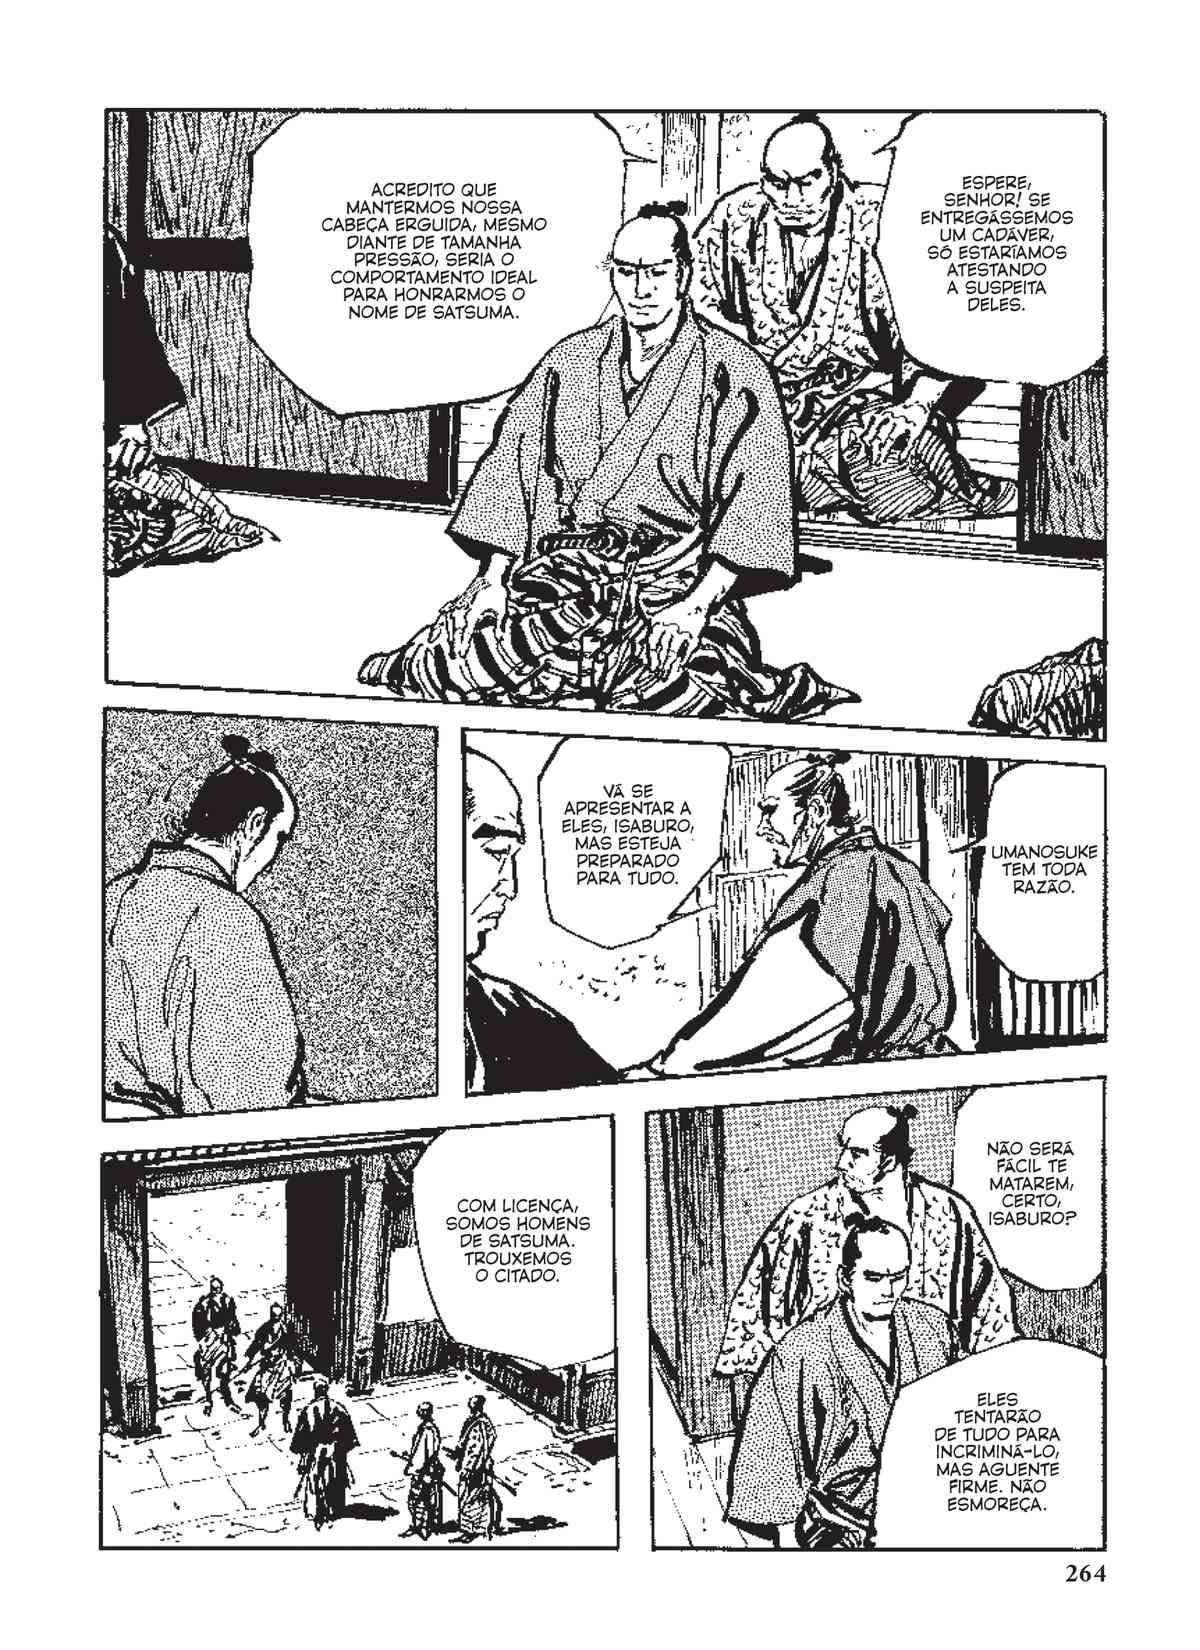 ESPERE,
SENHOR! SE
ENTREGÁSSEMOS
UM CADÁVER,
SÓ ESTARÍAMOS
ATESTANDO
A SUSPEITA
DELES.
ACREDITO QUE
MANTERMOS NOSSA
CABEÇA ERGUIDA, MESMO
DIANTE DE TAMANHA
PRESSÃO, SERIA O
COMPORTAMENTO IDEAL
PARA HONRARMOS O
NOME DE SATSUMA.
UMANOSUKE
TEM TODA
RAZÃO.
VÁ SE
APRESENTAR A
ELES, ISABURO,
MAS ESTEJA
PREPARADO
PARA TUDO.
NÃO SERÁ
FÁCIL TE
MATAREM,
CERTO,
ISABURO?
ELES
TENTARÃO
DE TUDO PARA
INCRIMINÁ-LO,
MAS AGUENTE
FIRME. NÃO
ESMOREÇA.
COM LICENÇA,
SOMOS HOMENS
DE SATSUMA.
TROUXEMOS
O CITADO.
264